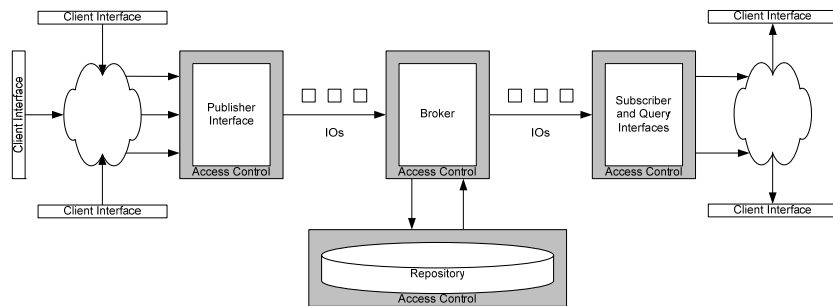 Client Interface
Client Interface
Client Interface
Publisher
Interface
Access Control
IOs
Broker
Access Control
IOs
Subscriber
and Query
Interfaces
Access Control
Client Interface
Client Interface
Repository
Access Control